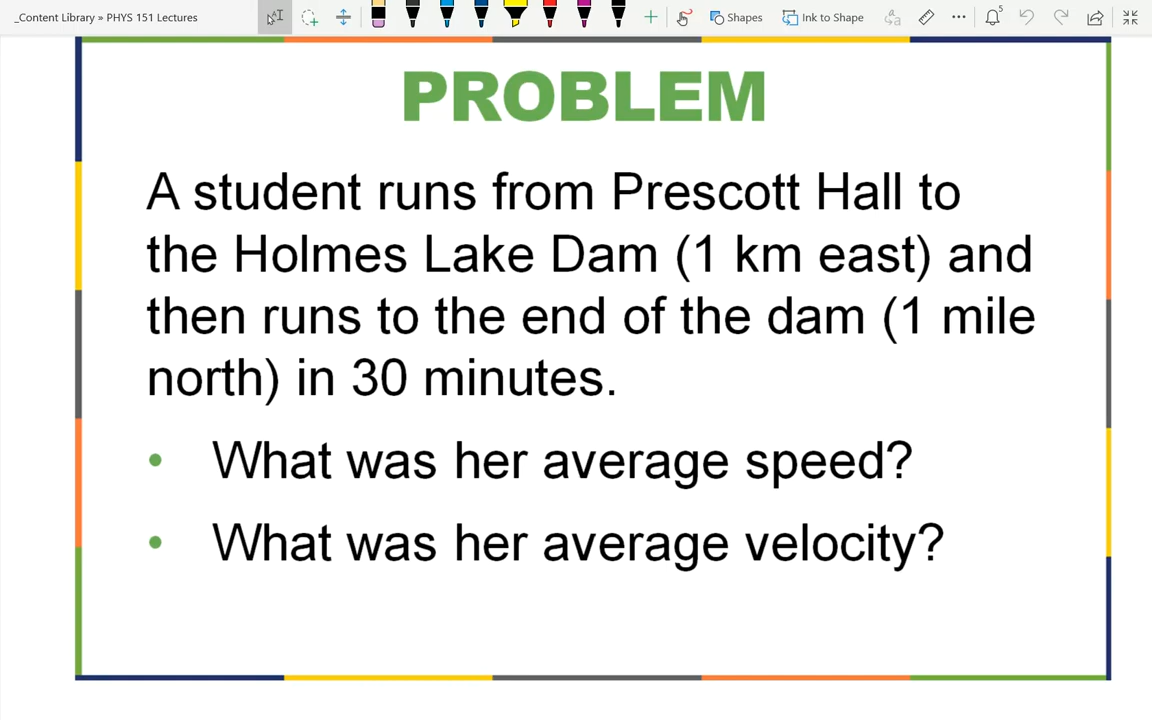 _Content Library » PHYS 151 Lectures
Shapes
Ink to Shape
5
PROBLEM
A student runs from Prescott Hall to
the Holmes Lake Dam (1 km east) and
then runs to the end of the dam (1 mile
north) in 30 minutes.
• What was her average speed?
• What was her average velocity?